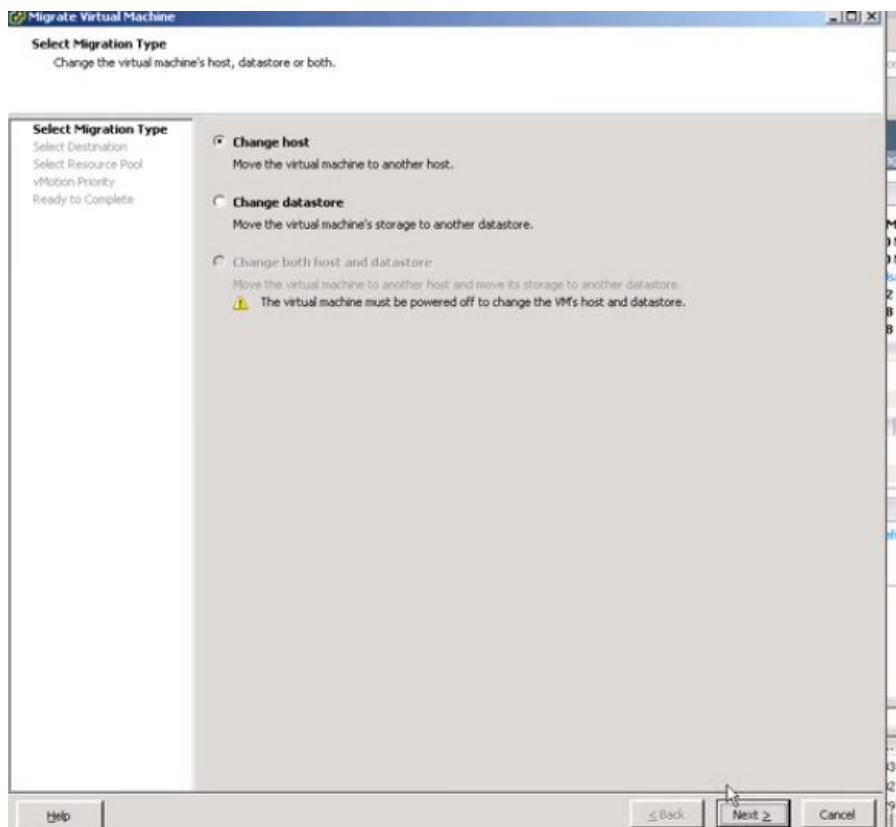 Migrate Virtual Machine
Select Migration Type
Change the virtual machine's host, datastore or both.
Select Migration Type
Select Destination
Select Resource Pool
vMotion Priority
Ready to Complete
Change host
Move the virtual machine to another host.
Change datastore
Move the virtual machine's storage to another datastore.
Change both host and datastore
Move the virtual machine to another host and move its storage to another datastore.
The virtual machine must be powered off to change the VM's host and datastore.
Help
≤ Back
Next ≥
Cancel